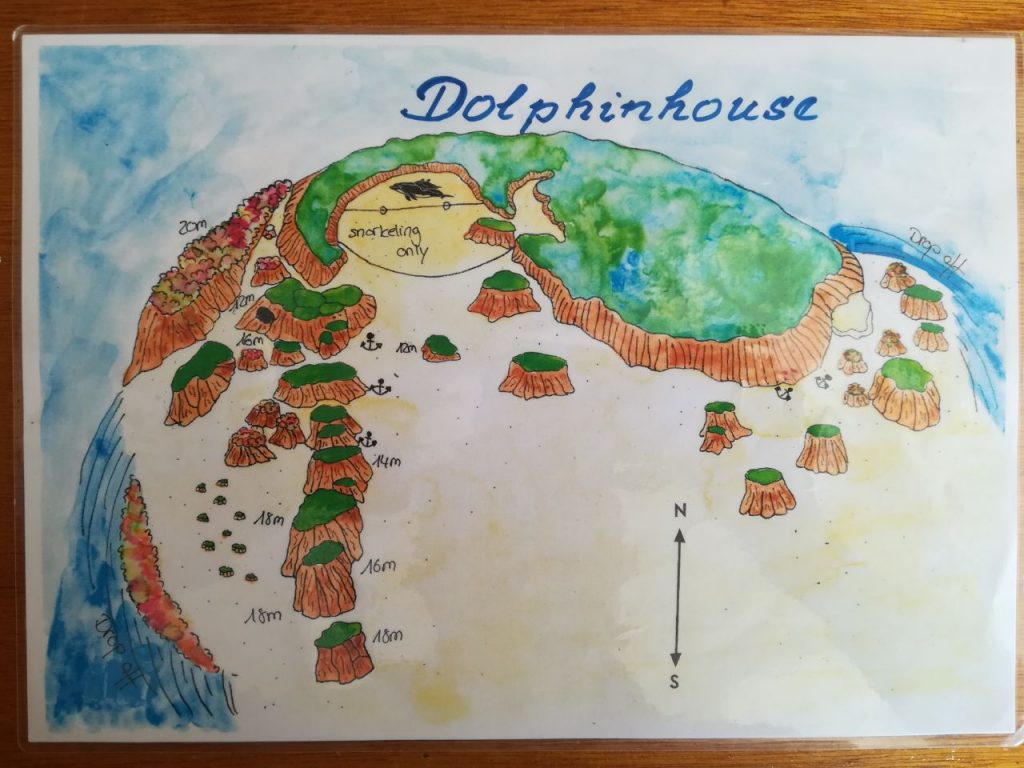 Dolphinhouse
20m
snorkeling
only
Drop off
12m
16m
12m
14m
18m
N
16m
18m
18m
S
Drop off